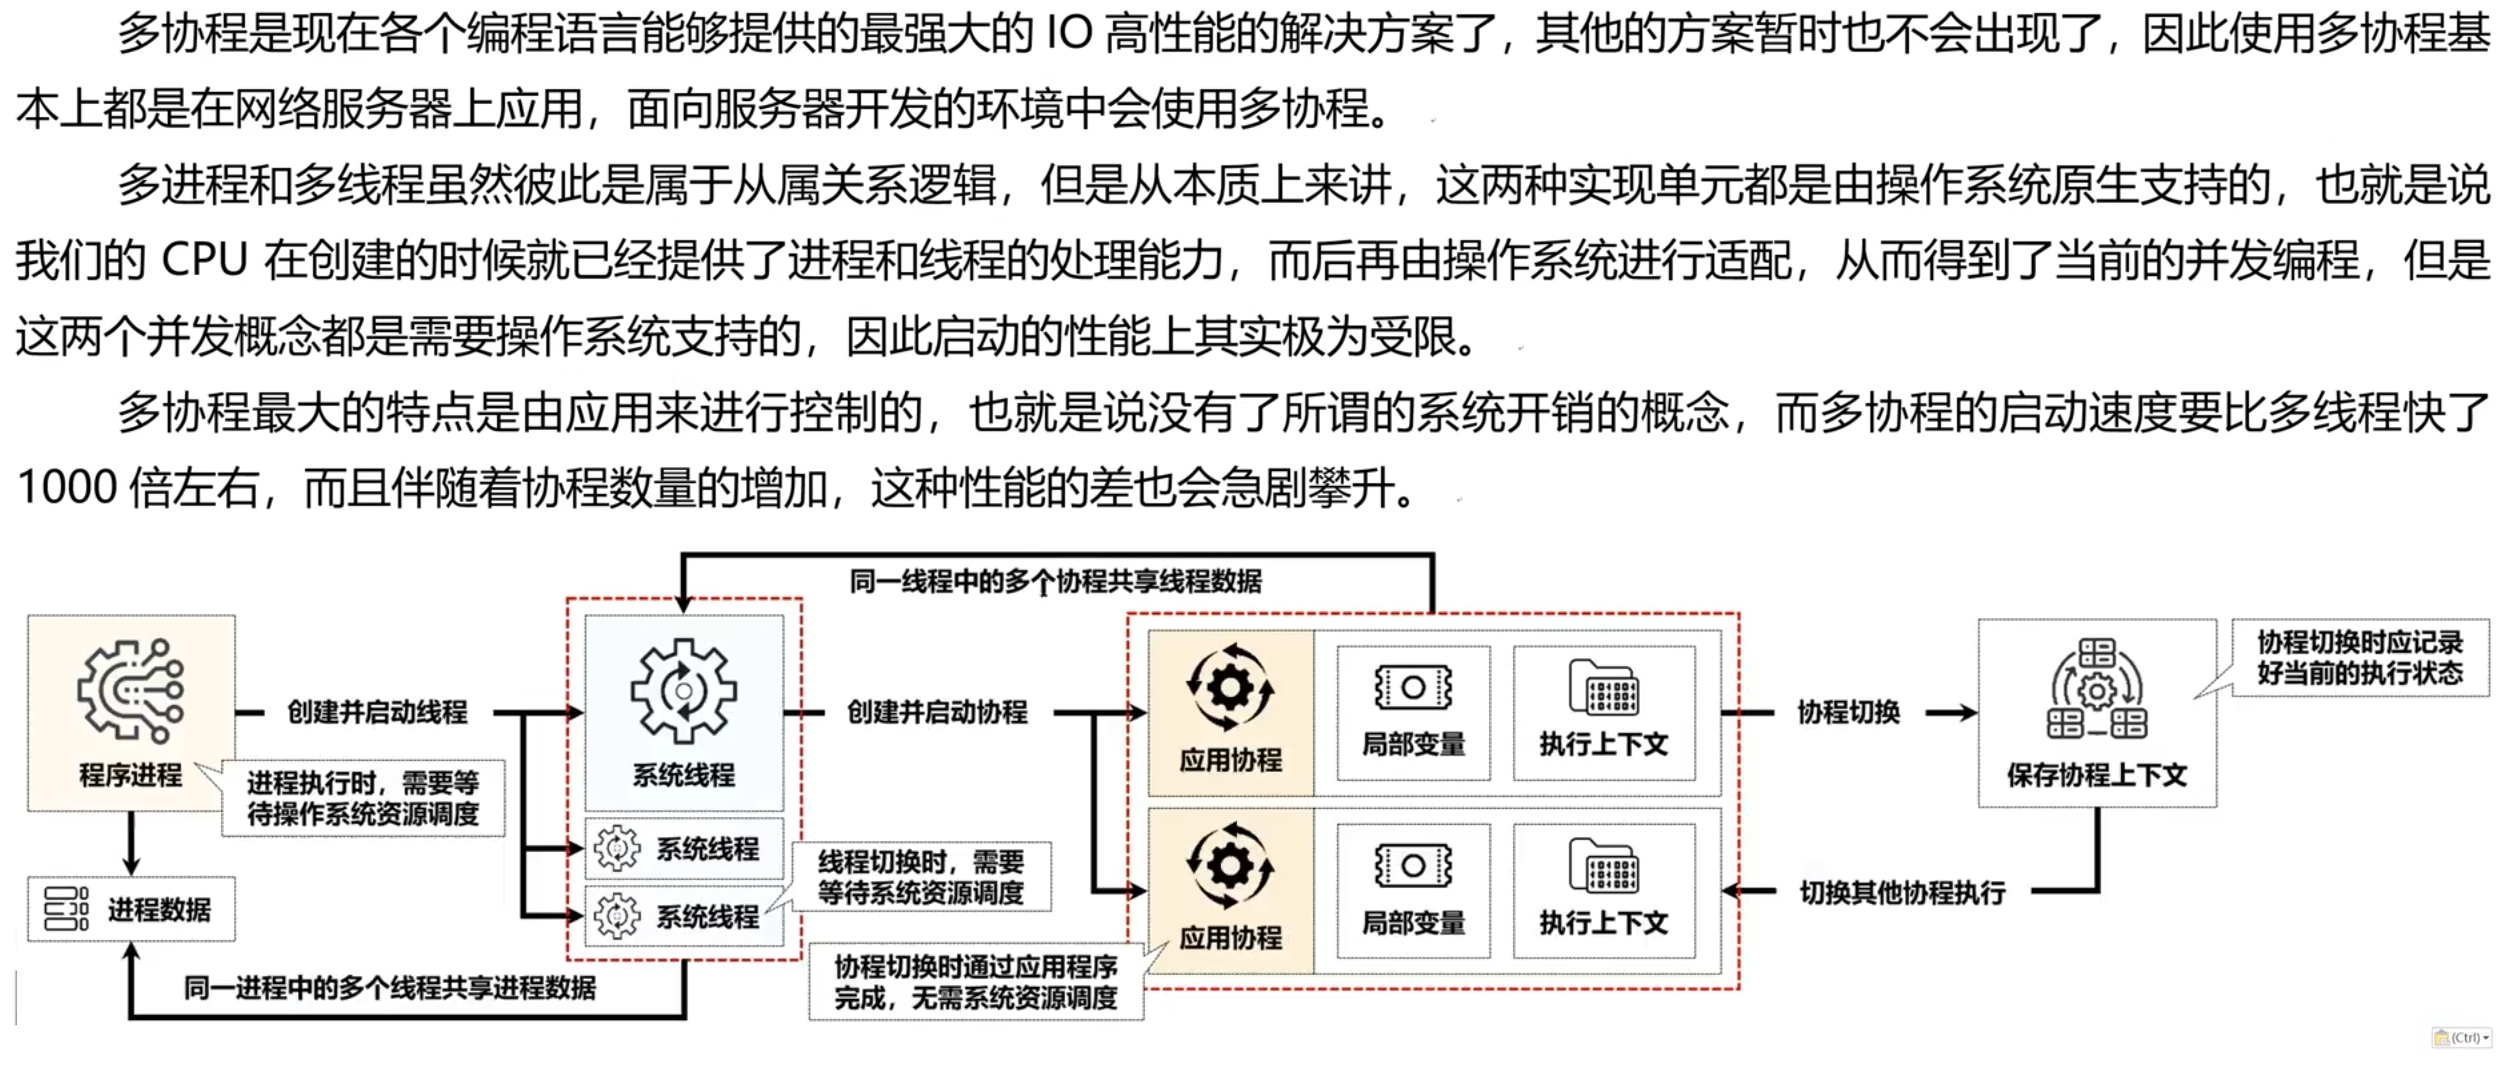 多协程是现在各个编程语言能够提供的最强大的 IO 高性能的解决方案了，其他的方案暂时也不会出现了，因此使用多协程基
本上都是在网络服务器上应用，面向服务器开发的环境中会使用多协程。
多进程和多线程虽然彼此是属于从属关系逻辑，但是从本质上来讲，这两种实现单元都是由操作系统原生支持的，也就是说
我们的 CPU 在创建的时候就已经提供了进程和线程的处理能力，而后再由操作系统进行适配，从而得到了当前的并发编程，但是
这两个并发概念都是需要操作系统支持的，因此启动的性能上其实极为受限。
多协程最大的特点是由应用来进行控制的，也就是说没有了所谓的系统开销的概念，而多协程的启动速度要比多线程快了
1000 倍左右，而且伴随着协程数量的增加，这种性能的差也会急剧攀升。
同一线程中的多个协程共享线程数据
程序进程
进程执行时，需要等
待操作系统资源调度
创建并启动线程
进程数据
同一进程中的多个线程共享进程数据
系统线程
系统线程
系统线程
线程切换时，需要
等待系统资源调度
创建并启动协程
应用协程
局部变量
执行上下文
应用协程
局部变量
执行上下文
协程切换时通过应用程序
完成，无需系统资源调度
协程切换
保存协程上下文
协程切换时应记录
好当前的执行状态
切换其他协程执行
(Ctrl)